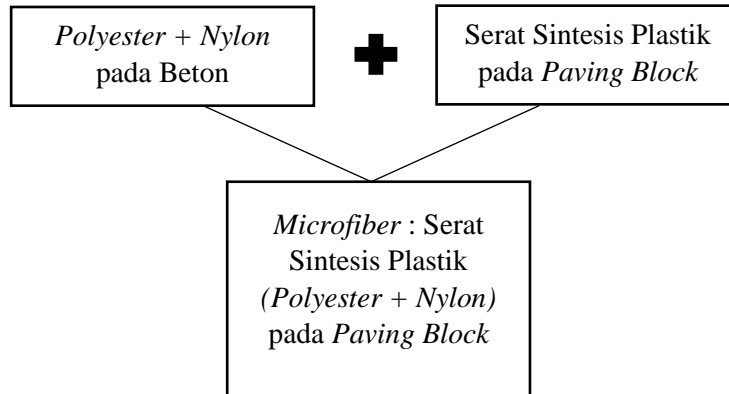 Polyester + Nylon
pada Beton
Serat Sintesis Plastik
pada Paving Block
Microfiber : Serat
Sintesis Plastik
(Polyester + Nylon)
pada Paving Block